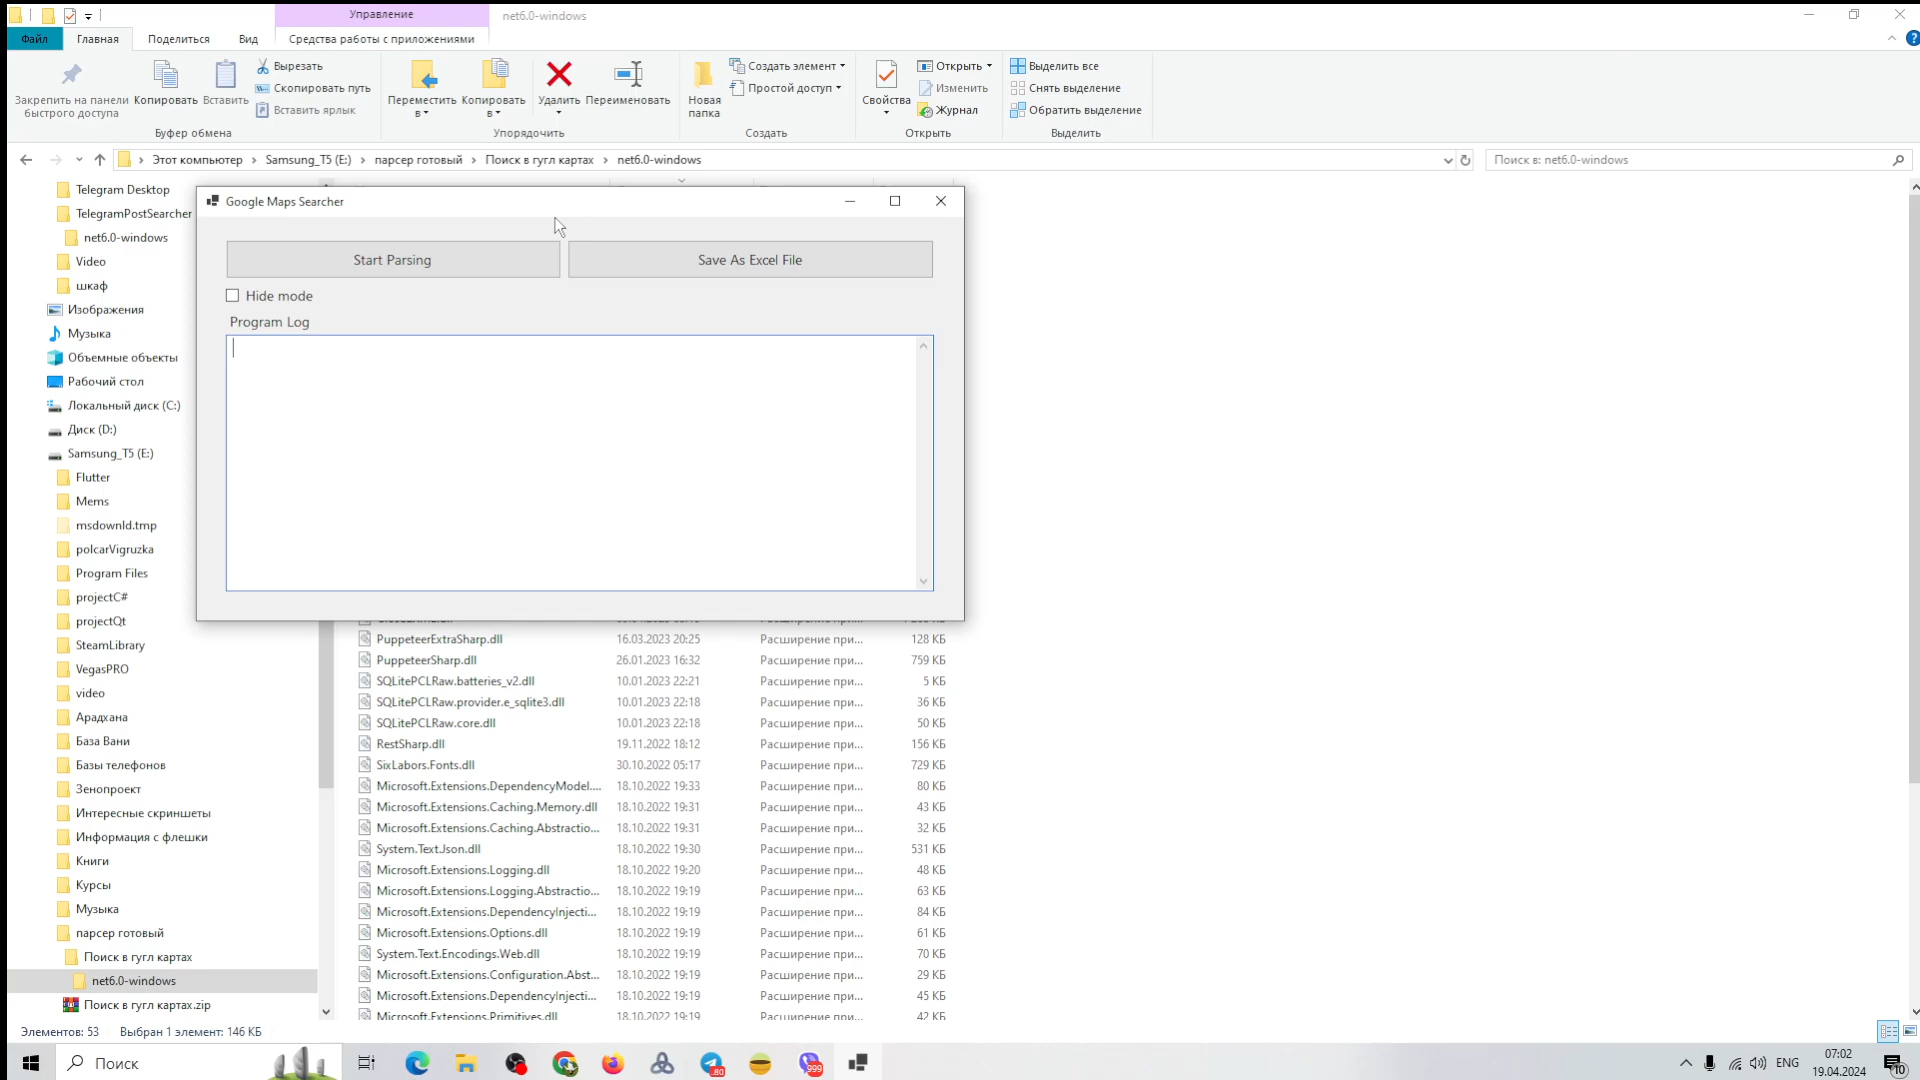 Управление
net6.0-windows
Файл
Главная
Поделиться
Вид
Средства работы с приложениями
Закрепить на панели
быстрого доступа
Копировать
Вставить
Вырезать
Скопировать путь
Вставить ярлык
Буфер обмена
Переместить
в
Копировать
в
Удалить
Переименовать
Упорядочить
Новая
папка
Создать элемент
Простой доступ
Создать
Свойства
Открыть
Изменить
Журнал
Открыть
Выделить все
Снять выделение
Обратить выделение
Выделить
Этот компьютер > Samsung_T5 (E:) > парсер готовый > Поиск в гугл картах > net6.0-windows
Поиск в: net6.0-windows
Telegram Desktop
TelegramPostSearcher
net6.0-windows
Video
шкаф
Изображения
Музыка
Объемные объекты
Рабочий стол
Локальный диск (C:)
Диск (D:)
Samsung_T5 (E:)
Flutter
Mems
msdownld.tmp
polcarVigruzka
Program Files
projectC#
projectQt
SteamLibrary
VegasPRO
video
Арадхана
База Вани
Базы телефонов
Зенопроект
Интересные скриншеты
Информация с флешки
Книги
Курсы
Музыка
парсер готовый
Поиск в гугл картах
net6.0-windows
Поиск в гугл картах.zip
Google Maps Searcher
Start Parsing
Save As Excel File
Hide mode
Program Log
PuppeteerExtraSharp.dll 16.03.2023 20:25 Расширение при... 128 КБ
PuppeteerSharp.dll 26.01.2023 16:32 Расширение при... 759 КБ
SQLitePCLRaw.batteries_v2.dll 10.01.2023 22:21 Расширение при... 5 КБ
SQLitePCLRaw.provider.e_sqlite3.dll 10.01.2023 22:18 Расширение при... 36 КБ
SQLitePCLRaw.core.dll 10.01.2023 22:18 Расширение при... 50 КБ
RestSharp.dll 19.11.2022 18:12 Расширение при... 156 КБ
SixLabors.Fonts.dll 30.10.2022 05:17 Расширение при... 729 КБ
Microsoft.Extensions.DependencyModel.... 18.10.2022 19:33 Расширение при... 80 КБ
Microsoft.Extensions.Caching.Memory.dll 18.10.2022 19:31 Расширение при... 43 КБ
Microsoft.Extensions.Caching.Abstractio... 18.10.2022 19:31 Расширение при... 32 КБ
System.Text.Json.dll 18.10.2022 19:30 Расширение при... 531 КБ
Microsoft.Extensions.Logging.dll 18.10.2022 19:20 Расширение при... 48 КБ
Microsoft.Extensions.Logging.Abstractio... 18.10.2022 19:19 Расширение при... 63 КБ
Microsoft.Extensions.DependencyInjecti... 18.10.2022 19:19 Расширение при... 84 КБ
Microsoft.Extensions.Options.dll 18.10.2022 19:19 Расширение при... 61 КБ
System.Text.Encodings.Web.dll 18.10.2022 19:19 Расширение при... 70 КБ
Microsoft.Extensions.Configuration.Abst... 18.10.2022 19:19 Расширение при... 29 КБ
Microsoft.Extensions.DependencyInjecti... 18.10.2022 19:19 Расширение при... 45 КБ
Microsoft.Extensions.Primitives.dll 18.10.2022 19:19 Расширение при... 42 КБ
Элементов: 53 Выбран 1 элемент: 146 КБ
Поиск
80
999
ENG
07:02
19.04.2024
10